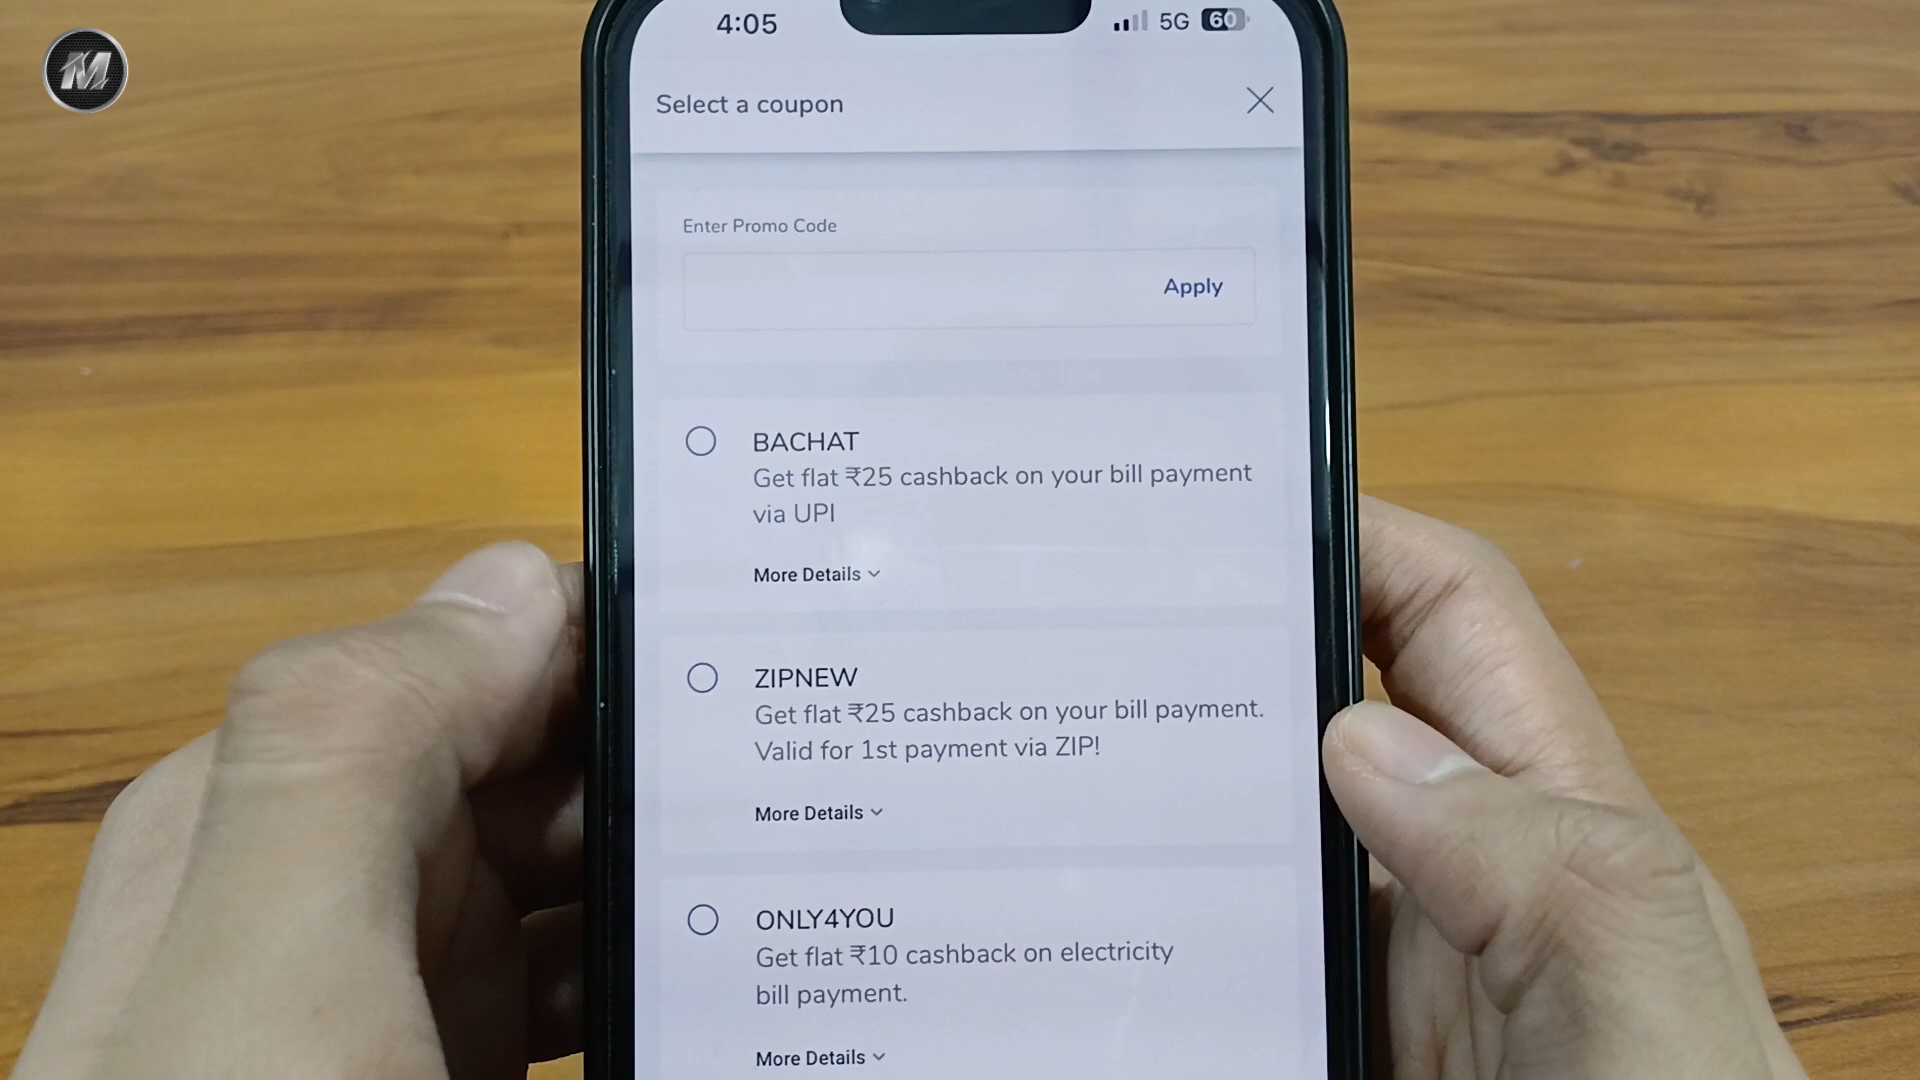 M
4:05
5G 60
Select a coupon
Enter Promo Code
Apply
BACHAT
Get flat ₹25 cashback on your bill payment
via UPI
More Details
ZIPNEW
Get flat ₹25 cashback on your bill payment.
Valid for 1st payment via ZIP!
More Details
ONLY4YOU
Get flat ₹10 cashback on electricity
bill payment.
More Details